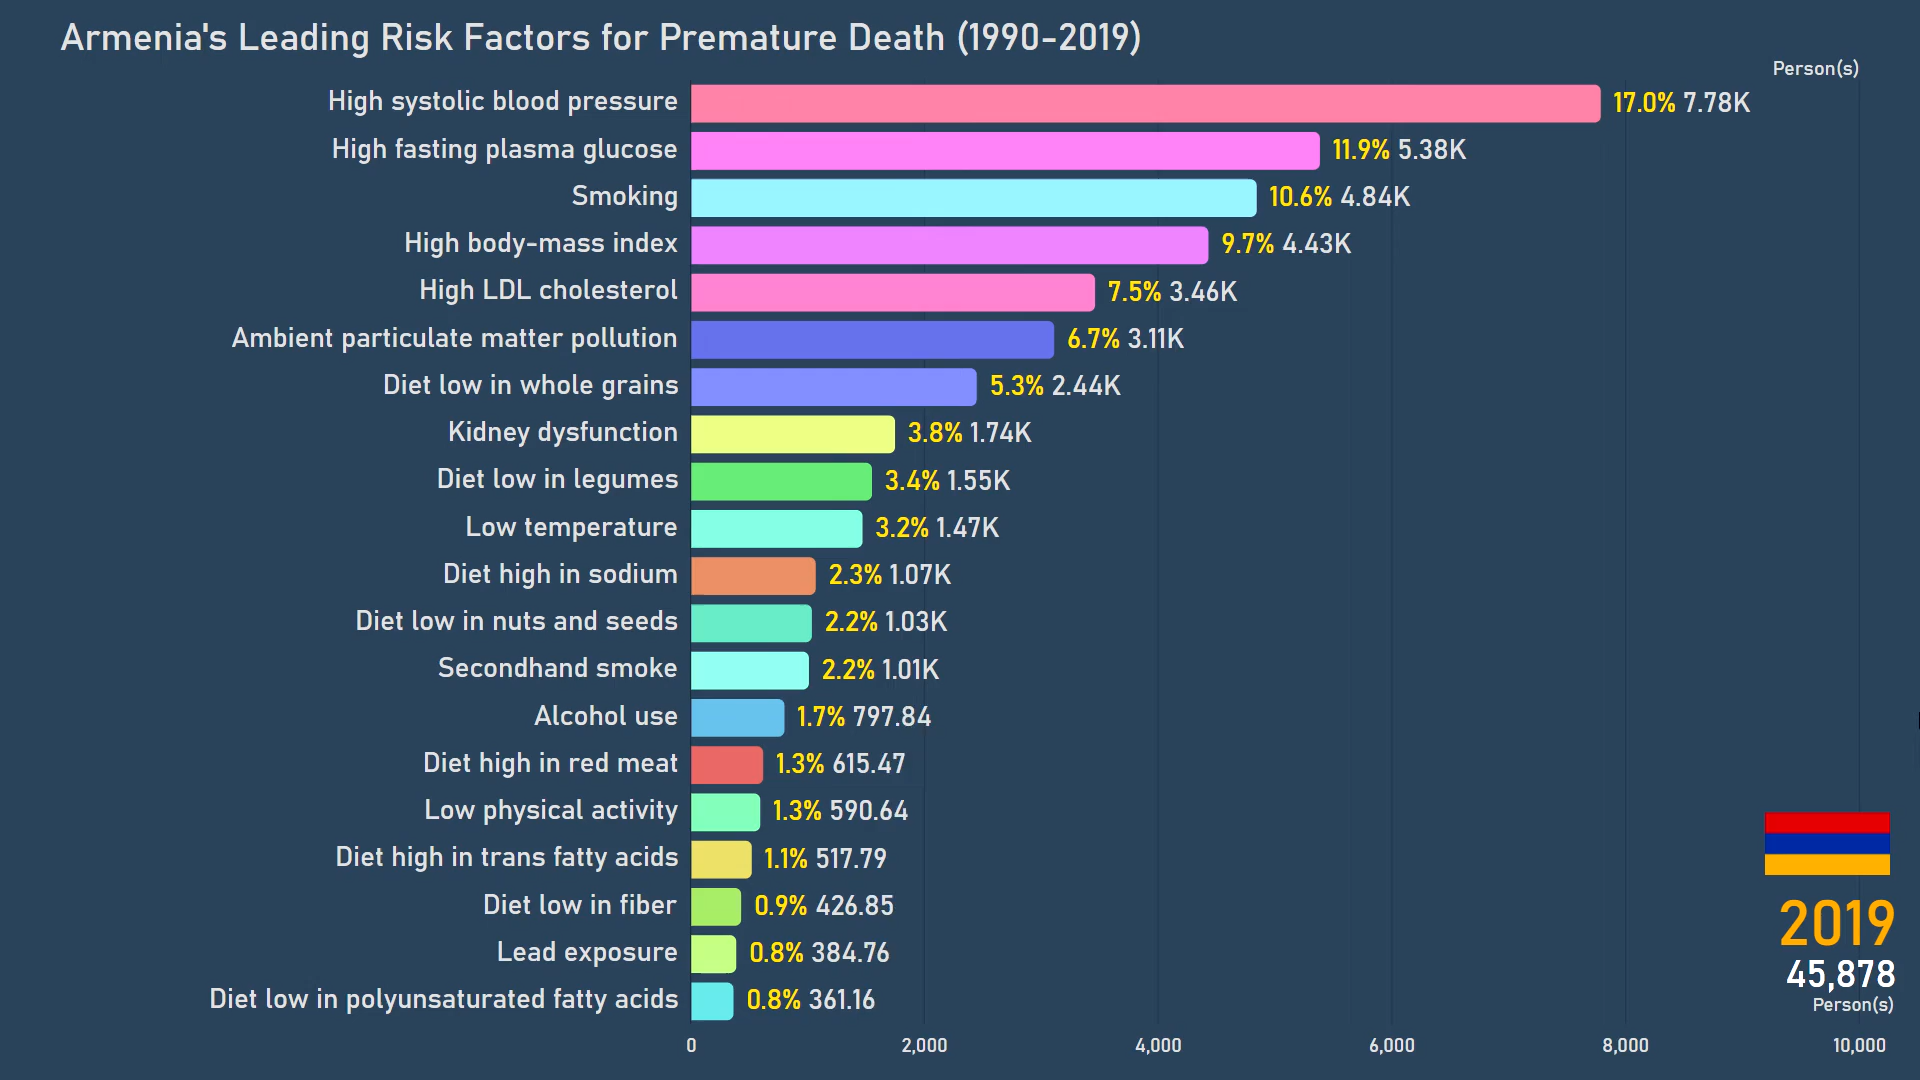 Armenia's Leading Risk Factors for Premature Death (1990-2019)
Person(s)
High systolic blood pressure 17.0% 7.78K
High fasting plasma glucose 11.9% 5.38K
Smoking 10.6% 4.84K
High body-mass index 9.7% 4.43K
High LDL cholesterol 7.5% 3.46K
Ambient particulate matter pollution 6.7% 3.11K
Diet low in whole grains 5.3% 2.44K
Kidney dysfunction 3.8% 1.74K
Diet low in legumes 3.4% 1.55K
Low temperature 3.2% 1.47K
Diet high in sodium 2.3% 1.07K
Diet low in nuts and seeds 2.2% 1.03K
Secondhand smoke 2.2% 1.01K
Alcohol use 1.7% 797.84
Diet high in red meat 1.3% 615.47
Low physical activity 1.3% 590.64
Diet high in trans fatty acids 1.1% 517.79
Diet low in fiber 0.9% 426.85
Lead exposure 0.8% 384.76
Diet low in polyunsaturated fatty acids 0.8% 361.16
2019
45,878
Person(s)
0 2,000 4,000 6,000 8,000 10,000